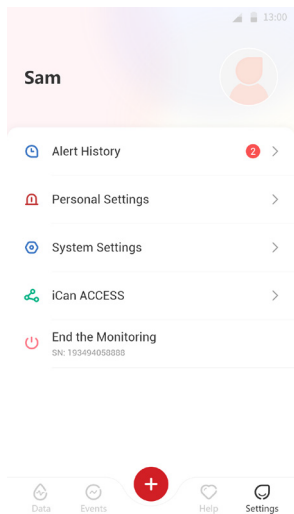 13:00
Sam
Alert History 2
Personal Settings
System Settings
iCan ACCESS
End the Monitoring
SN: 193494058888
Data Events Help Settings